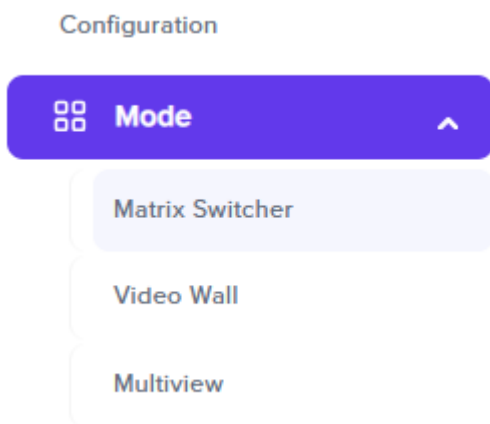 Configuration
Mode
Matrix Switcher
Video Wall
Multiview